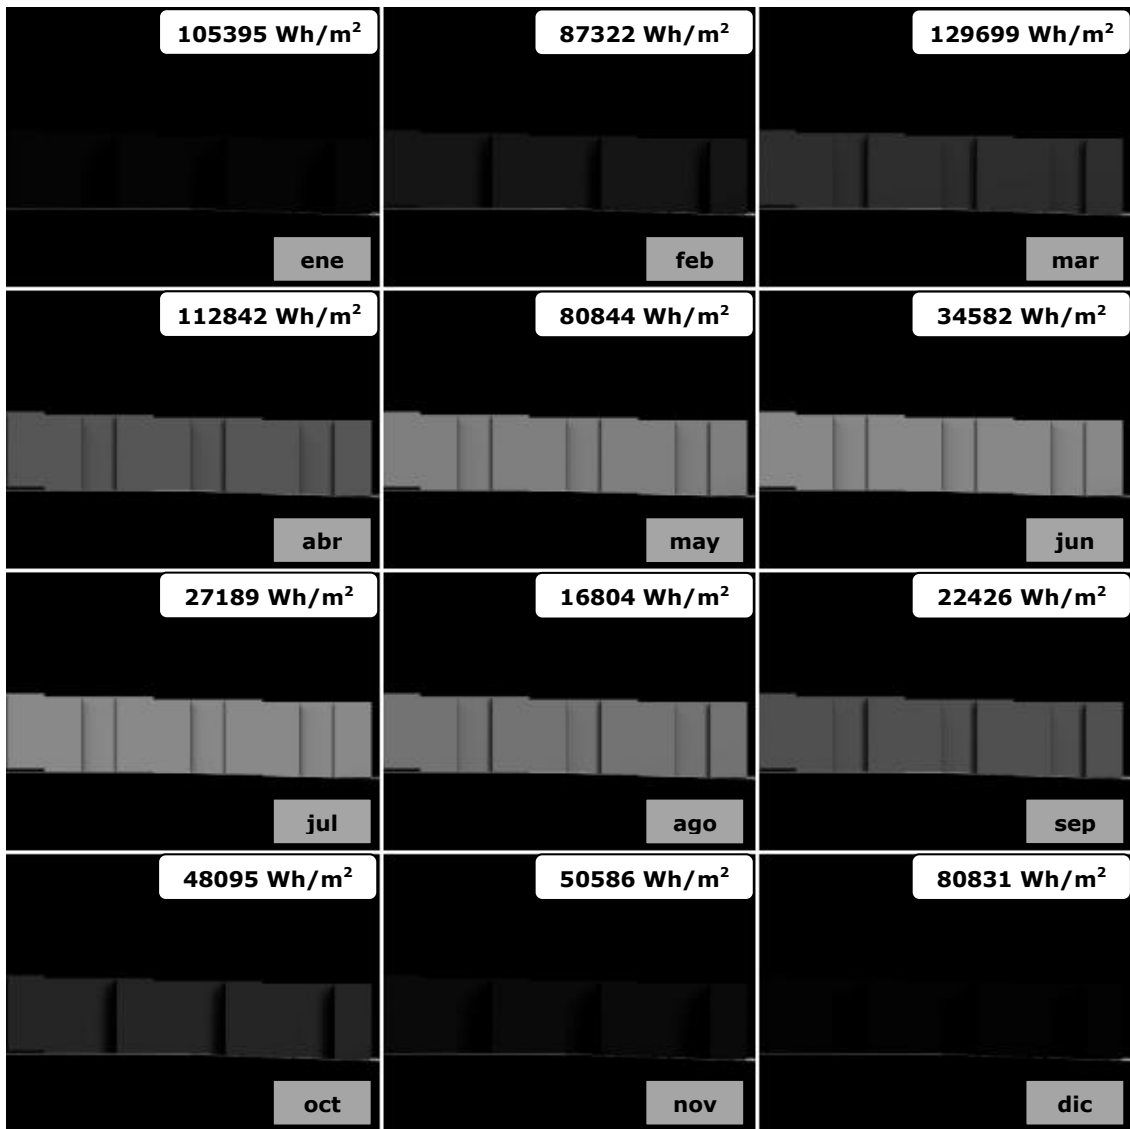 105395 Wh/m²
87322 Wh/m²
129699 Wh/m²
ene
feb
mar
112842 Wh/m²
80844 Wh/m²
34582 Wh/m²
abr
may
jun
27189 Wh/m²
16804 Wh/m²
22426 Wh/m²
jul
ago
sep
48095 Wh/m²
50586 Wh/m²
80831 Wh/m²
oct
nov
dic